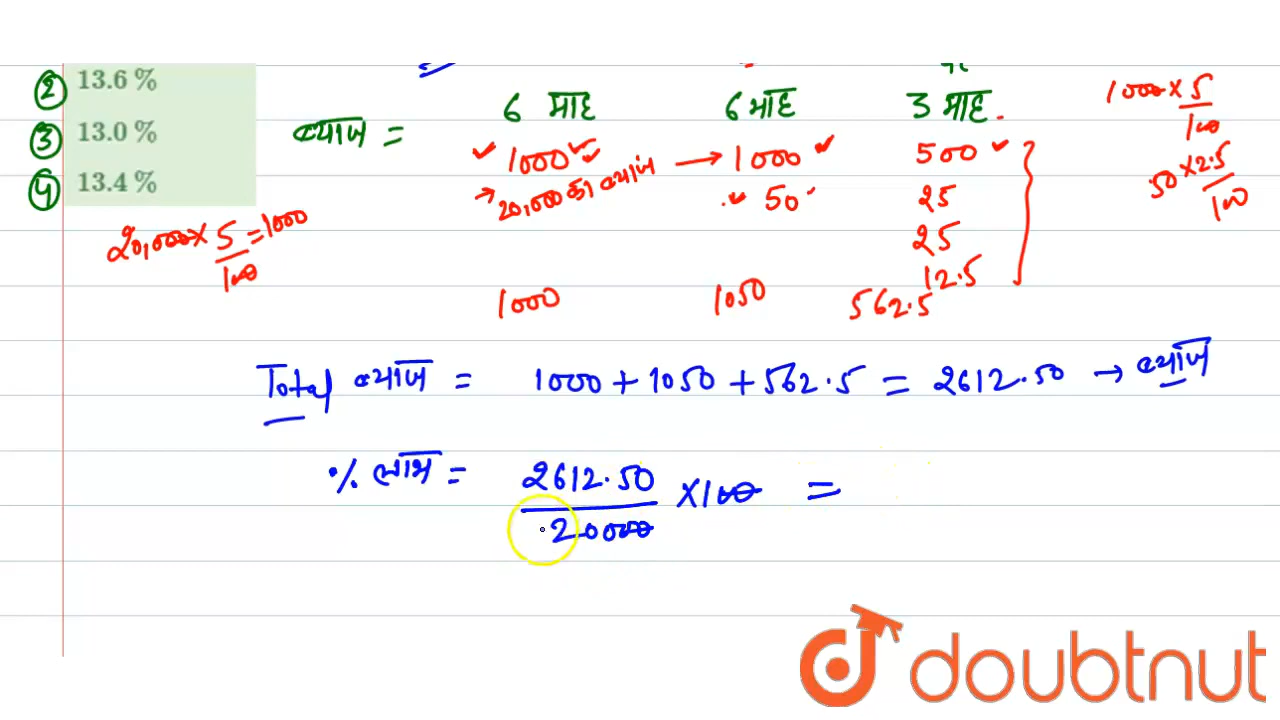 ② 13.6 %
③ 13.0 %
④ 13.4 %
6 माह 6 माह 3 माह
ब्याज =
1000 → 1000 500
→ 20,000 का ब्याज 50 25
25
12.5
1000 1050 562.5
20,000 × 5/100 = 1000
1000 × 5/100
50 × 2.5/100
Total ब्याज = 1000 + 1050 + 562.5 = 2612.50 → ब्याज
% लाभ = 2612.50/20000 × 100 =
doubtnut